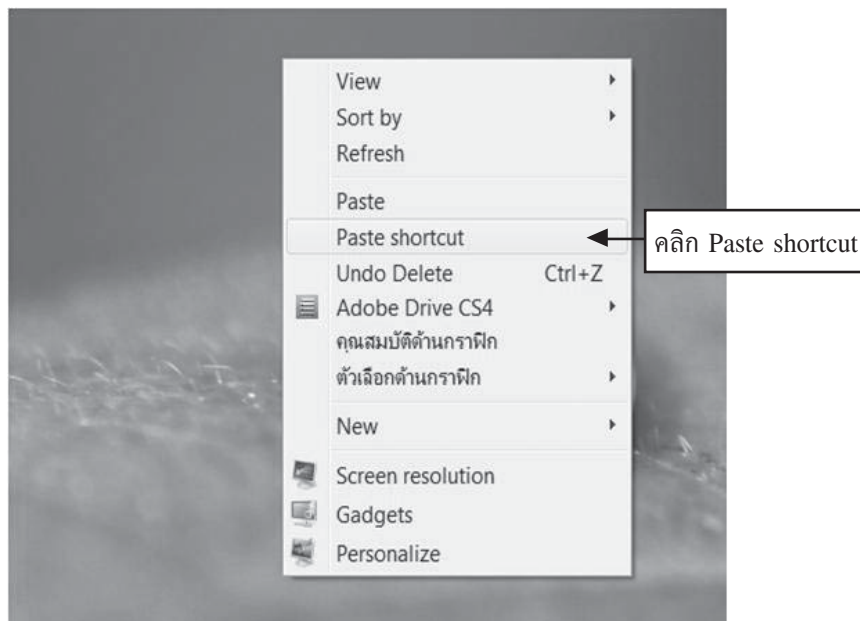 View
Sort by
Refresh
Paste
Paste shortcut
คลิก Paste shortcut
Undo Delete Ctrl+Z
Adobe Drive CS4
คุณสมบัติด้านกราฟิก
ตัวเลือกด้านกราฟิก
New
Screen resolution
Gadgets
Personalize